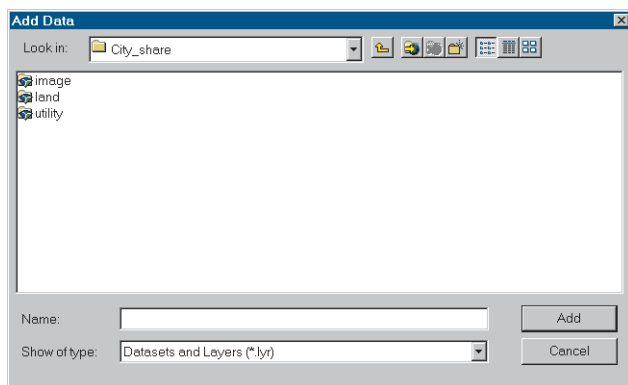 Add Data
Look in: City_share
image
land
utility
Name: Add
Show of type: Datasets and Layers (*.lyr) Cancel